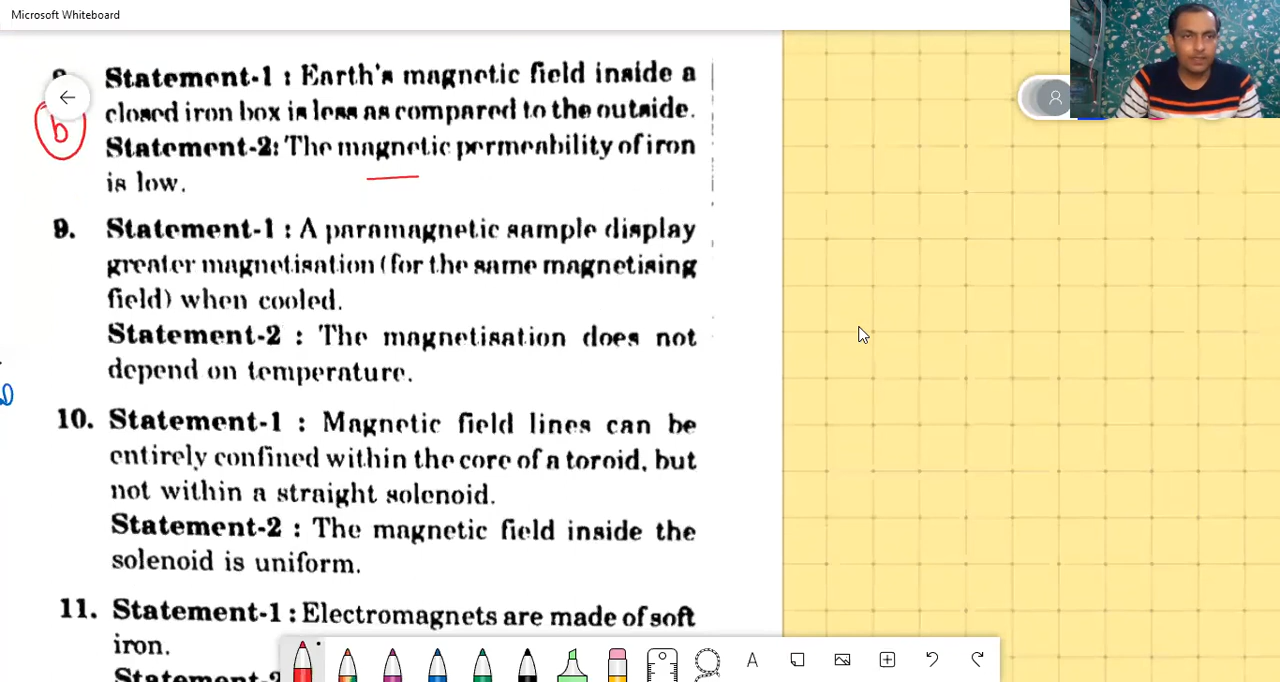 Microsoft Whiteboard
Statement-1 : Earth's magnetic field inside a
closed iron box is less as compared to the outside.
b
Statement-2: The magnetic permeability of iron
is low.
9. Statement-1 : A paramagnetic sample display
greater magnetisation (for the same magnetising
field) when cooled.
Statement-2 : The magnetisation does not
depend on temperature.
10. Statement-1 : Magnetic field lines can be
entirely confined within the core of a toroid, but
not within a straight solenoid.
Statement-2 : The magnetic field inside the
solenoid is uniform.
11. Statement-1 : Electromagnets are made of soft
iron.
A